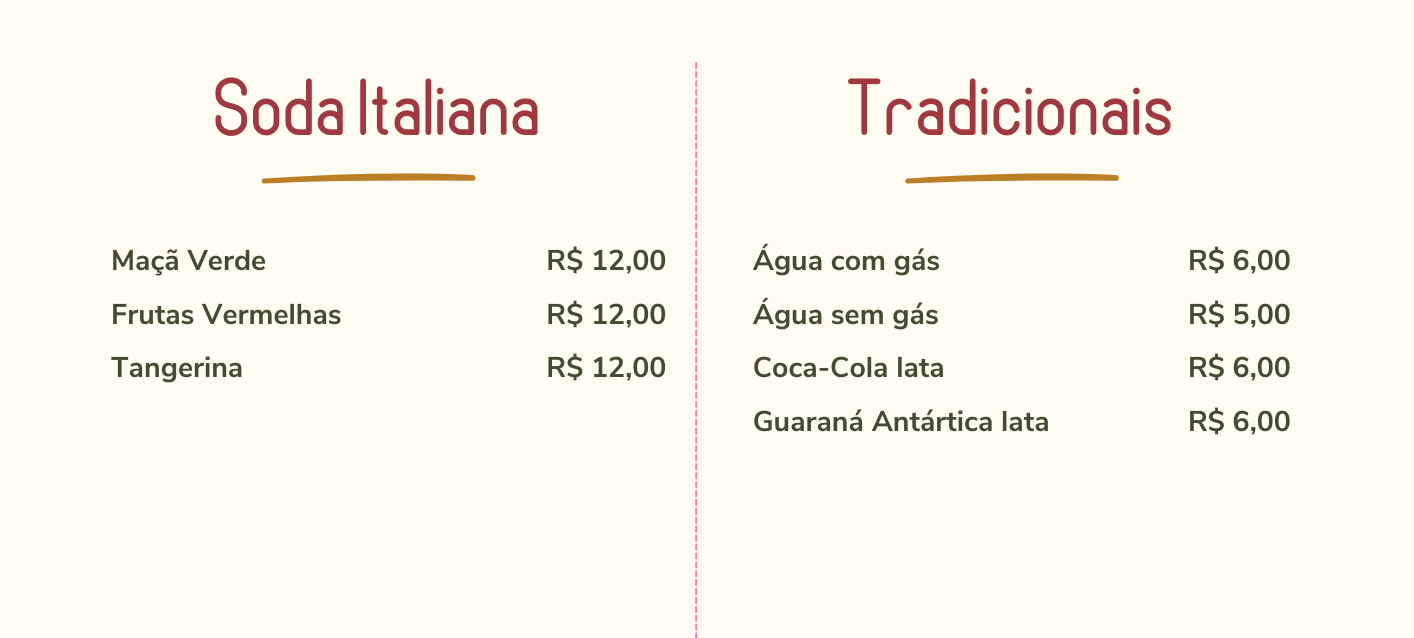 Soda Italiana
Maçã Verde R$ 12,00
Frutas Vermelhas R$ 12,00
Tangerina R$ 12,00
Tradicionais
Água com gás R$ 6,00
Água sem gás R$ 5,00
Coca-Cola lata R$ 6,00
Guaraná Antártica lata R$ 6,00